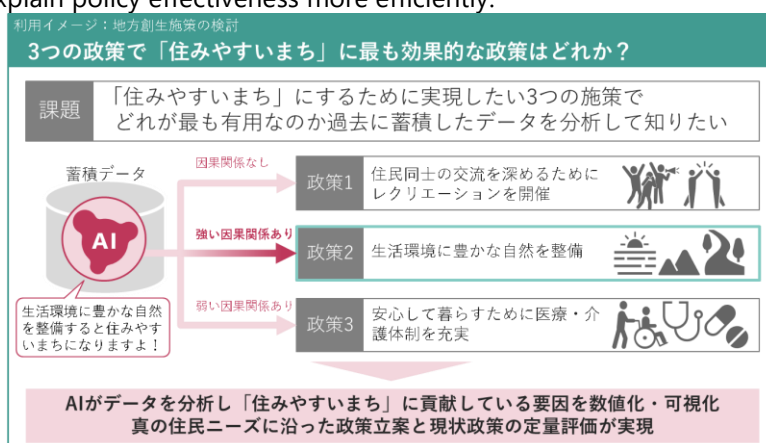 xplain policy effectiveness more efficiently.
利用イメージ：地方創生施策の検討
3つの政策で「住みやすいまち」に最も効果的な政策はどれか？
課題
「住みやすいまち」にするために実現したい3つの施策で
どれが最も有用なのか過去に蓄積したデータを分析して知りたい
蓄積データ
AI
生活環境に豊かな自然
を整備すると住みやす
いまちになりますよ！
因果関係なし
政策1
住民同士の交流を深めるために
レクリエーションを開催
強い因果関係あり
政策2
生活環境に豊かな自然を整備
弱い因果関係あり
政策3
安心して暮らすために医療・介
護体制を充実
AIがデータを分析し「住みやすいまち」に貢献している要因を数値化・可視化
真の住民ニーズに沿った政策立案と現状政策の定量評価が実現